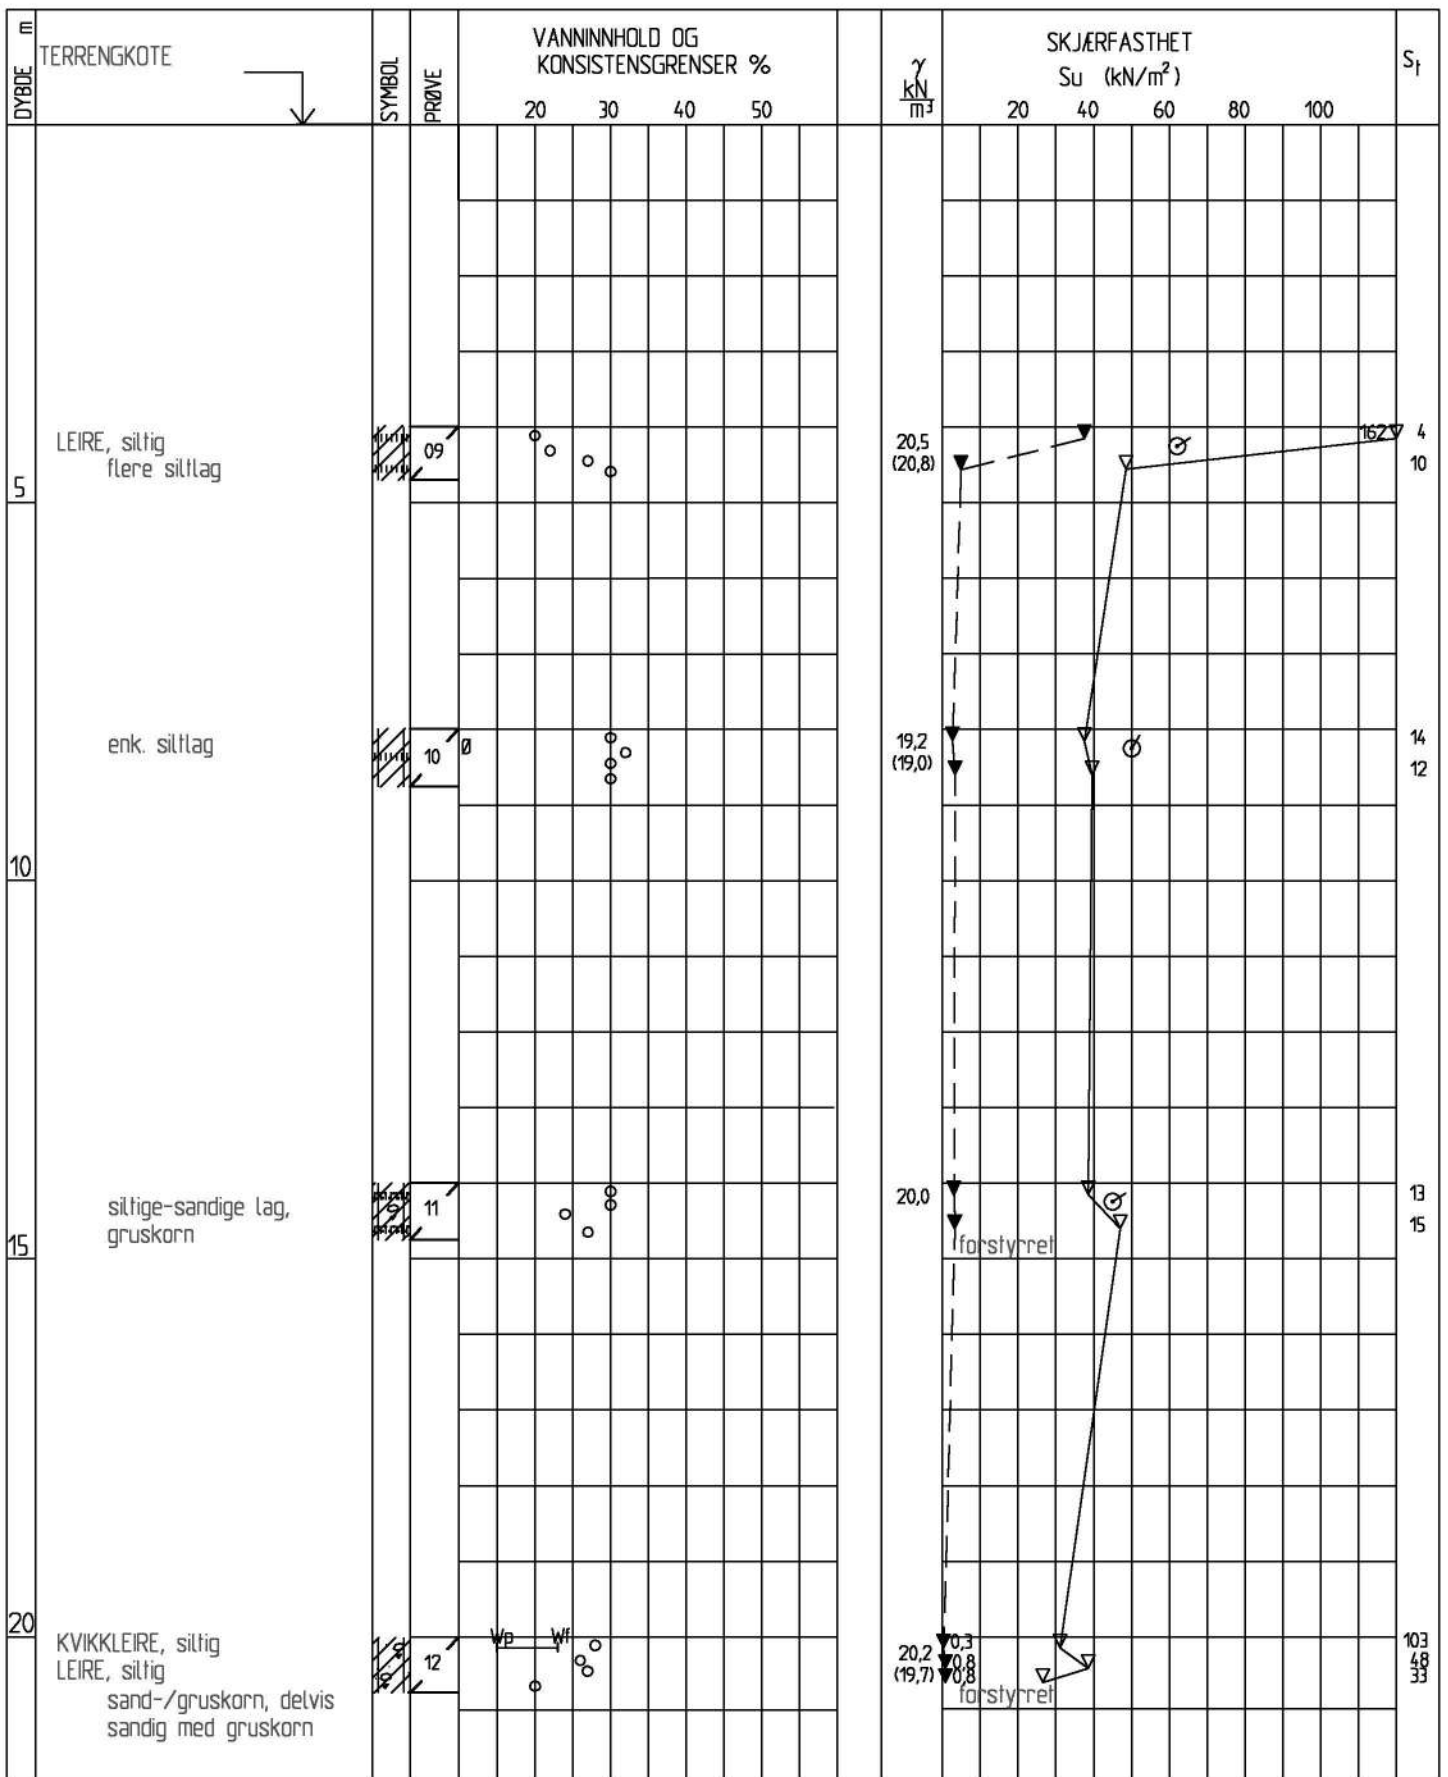 m
DYBDE
TERRENGKOTE
SYMBOL
PRØVE
VANNINNHOLD OG
KONSISTENSGRENSER %
20 30 40 50
γ
kN
m³
SKJÆRFASTHET
Su (kN/m²)
20 40 60 80 100
St
LEIRE, siltig
flere siltlag
09
20,5
(20,8)
162
4
10
5
enk. siltlag
10
Ø
19,2
(19,0)
14
12
10
siltige-sandige lag,
gruskorn
11
20,0
13
15
forstyrret
15
20
KVIKKLEIRE, siltig
LEIRE, siltig
sand-/gruskorn, delvis
sandig med gruskorn
12
Wp Wf
20,2
(19,7)
0,3
0,8
0,8
forstyrret
103
48
33